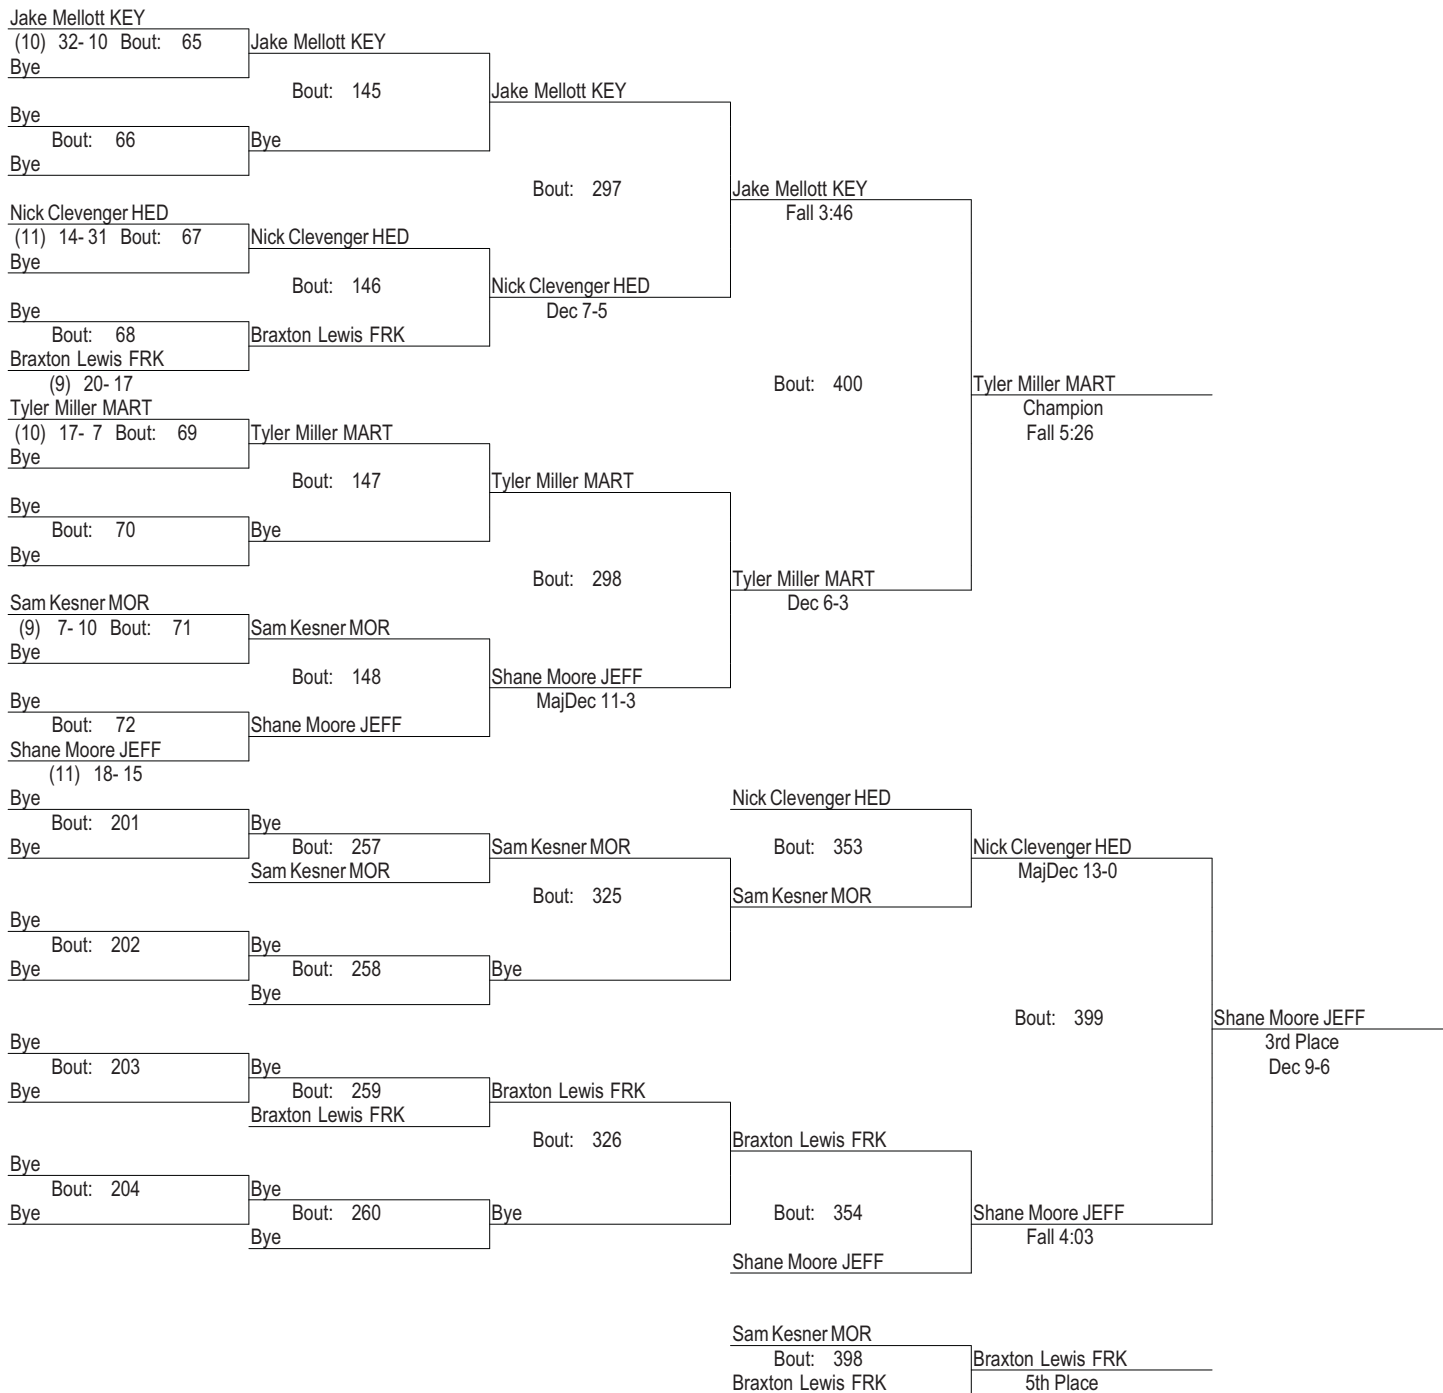 Jake Mellott KEY
(10) 32- 10 Bout: 65 Jake Mellott KEY
Bye
Bout: 145 Jake Mellott KEY
Bye
Bout: 66 Bye
Bye
Bout: 297 Jake Mellott KEY
Fall 3:46
Nick Clevenger HED
(11) 14- 31 Bout: 67 Nick Clevenger HED
Bye
Bout: 146 Nick Clevenger HED
Dec 7-5
Bye
Bout: 68 Braxton Lewis FRK
Braxton Lewis FRK
(9) 20- 17
Bout: 400 Tyler Miller MART
Champion
Fall 5:26
Tyler Miller MART
(10) 17- 7 Bout: 69 Tyler Miller MART
Bye
Bout: 147 Tyler Miller MART
Bye
Bout: 70 Bye
Bye
Bout: 298 Tyler Miller MART
Dec 6-3
Sam Kesner MOR
(9) 7- 10 Bout: 71 Sam Kesner MOR
Bye
Bout: 148 Shane Moore JEFF
MajDec 11-3
Bye
Bout: 72 Shane Moore JEFF
Shane Moore JEFF
(11) 18- 15
Bye
Bout: 201 Bye
Bye
Bout: 257 Sam Kesner MOR
Sam Kesner MOR
Nick Clevenger HED
Bout: 353 Nick Clevenger HED
MajDec 13-0
Bout: 325 Sam Kesner MOR
Bye
Bout: 202 Bye
Bye
Bout: 258 Bye
Bye
Bout: 399 Shane Moore JEFF
3rd Place
Dec 9-6
Bye
Bout: 203 Bye
Bye
Bout: 259 Braxton Lewis FRK
Braxton Lewis FRK
Bout: 326 Braxton Lewis FRK
Bye
Bout: 204 Bye
Bye
Bout: 260 Bye
Bye
Bout: 354 Shane Moore JEFF
Fall 4:03
Shane Moore JEFF
Sam Kesner MOR
Bout: 398 Braxton Lewis FRK
Braxton Lewis FRK 5th Place